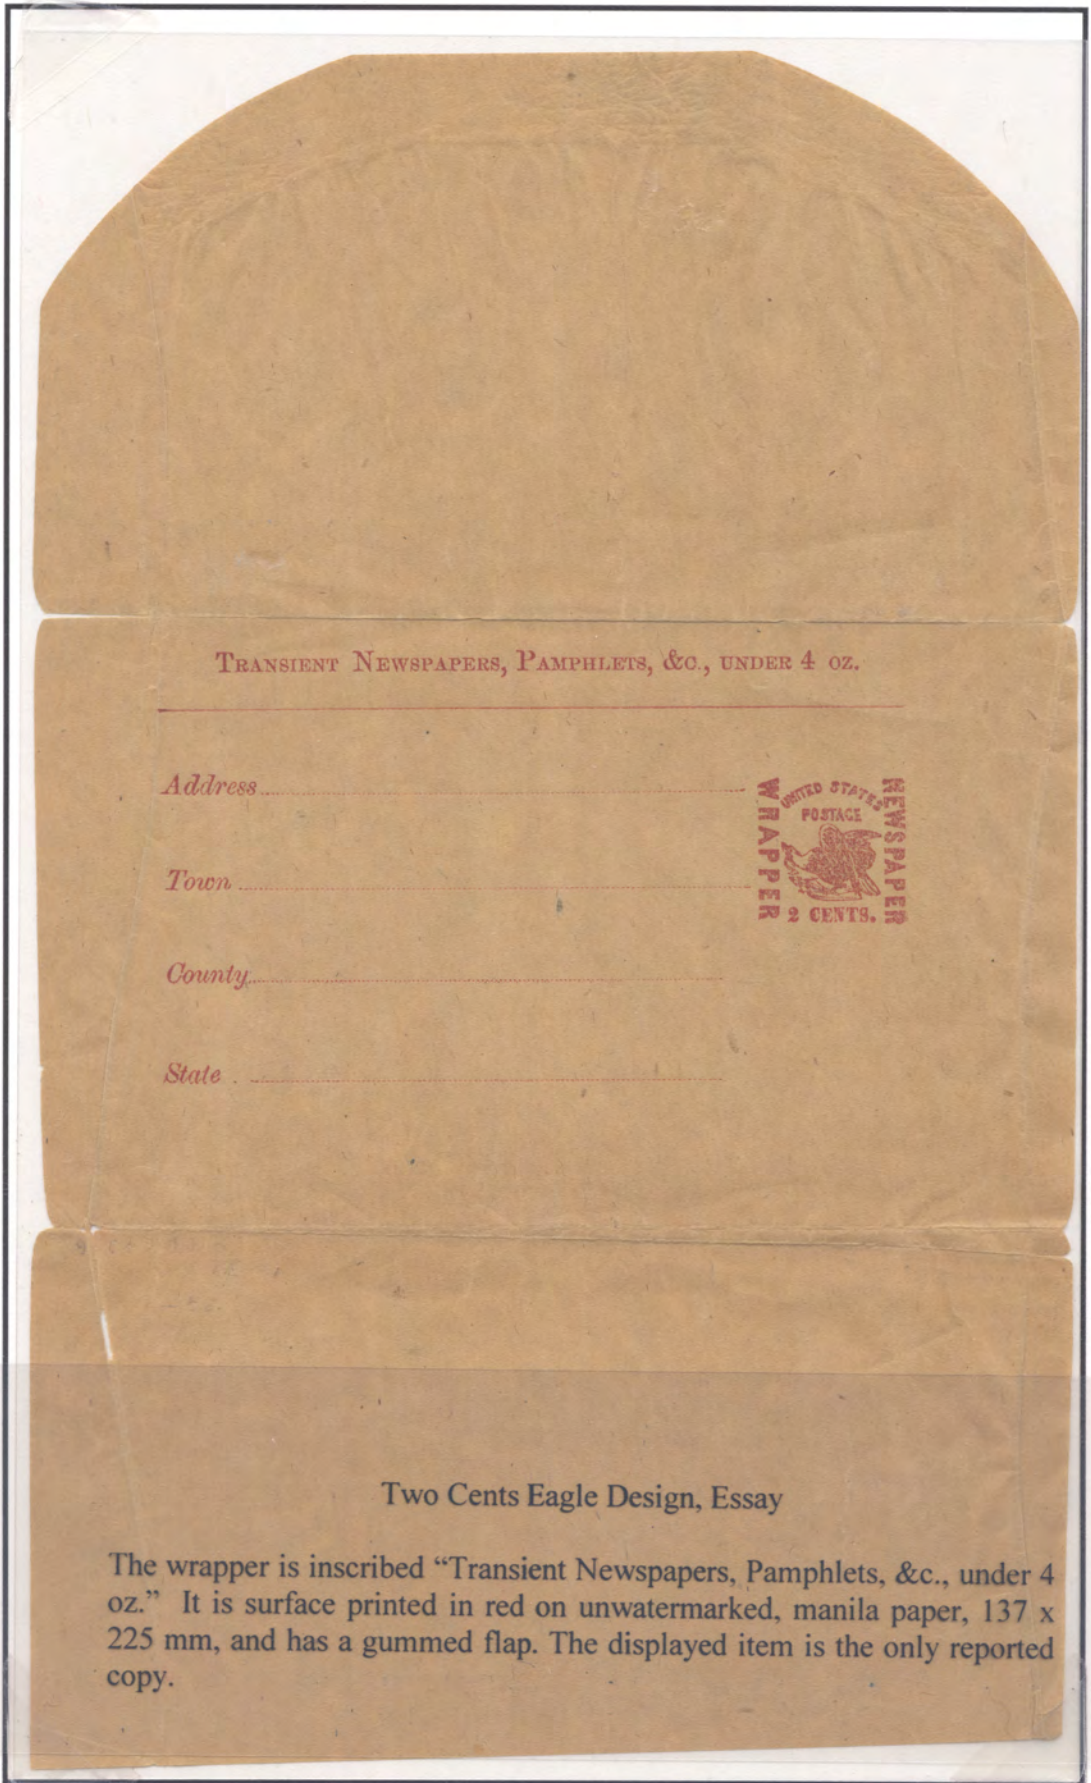 TRANSIENT NEWSPAPERS, PAMPHLETS, &C., UNDER 4 OZ.
Address
Town
County
State
WRAPPER
UNITED STATES
POSTAGE
2 CENTS.
NEWSPAPER
Two Cents Eagle Design, Essay
The wrapper is inscribed “Transient Newspapers, Pamphlets, &c., under 4
oz.” It is surface printed in red on unwatermarked, manila paper, 137 x
225 mm, and has a gummed flap. The displayed item is the only reported
copy.